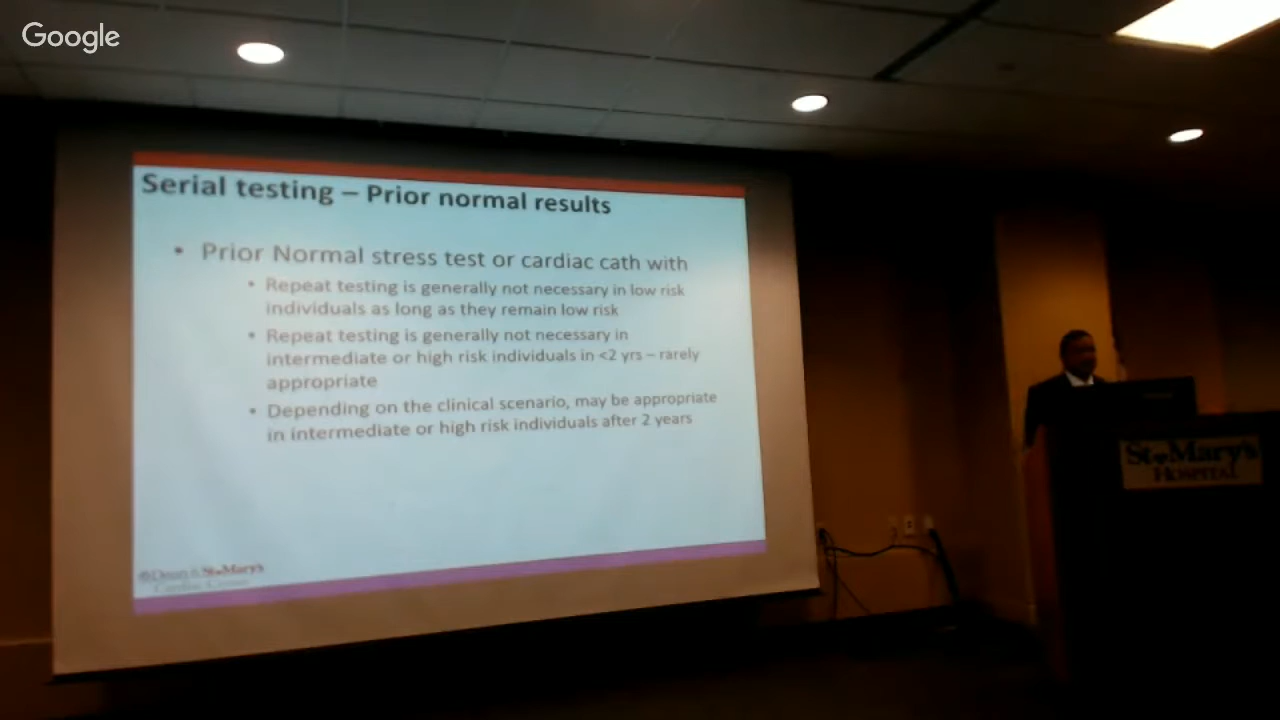 Google
Serial testing – Prior normal results
• Prior Normal stress test or cardiac cath with
• Repeat testing is generally not necessary in low risk
individuals as long as they remain low risk
• Repeat testing is generally not necessary in
intermediate or high risk individuals in <2 yrs – rarely
appropriate
• Depending on the clinical scenario, may be appropriate
in intermediate or high risk individuals after 2 years
St. Mary's
St. Mary's
Hospital